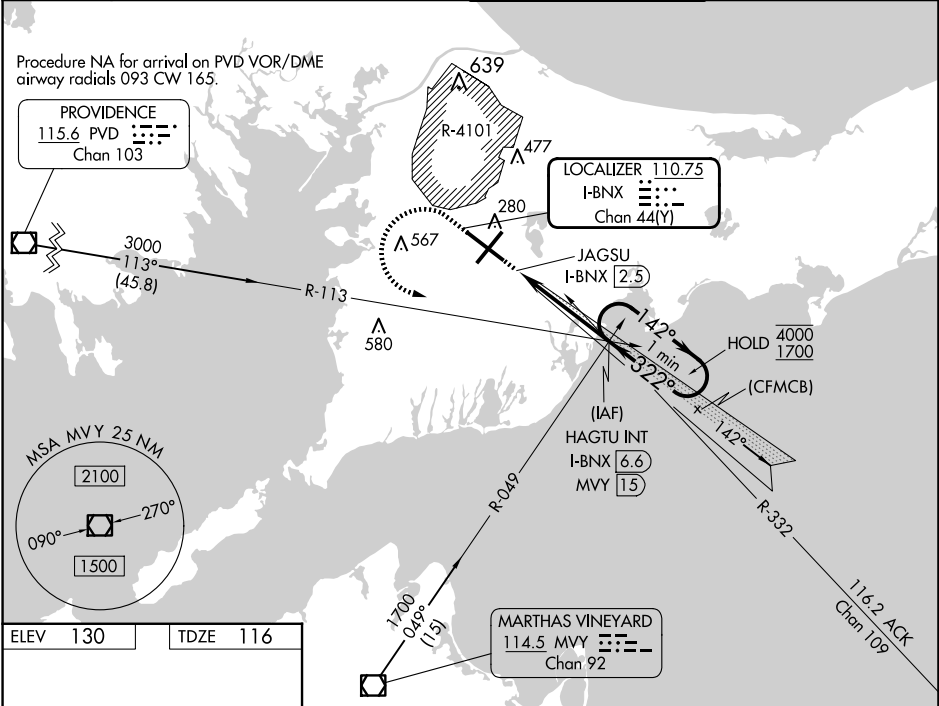 Procedure NA for arrival on PVD VOR/DME
airway radials 093 CW 165.
PROVIDENCE
115.6 PVD
Chan 103
639
R-4101
477
LOCALIZER 110.75
I-BNX
Chan 44(Y)
280
567
JAGSU
I-BNX 2.5
3000
113°
(45.8)
R-113
580
142°
1 min
322°
HOLD 4000
1700
(CFMCB)
142°
(IAF)
HAGTU INT
I-BNX 6.6
MVY 15
R-049
R-332
116.2 ACK
Chan 109
MSA MVY 25 NM
2100
090°
270°
1500
1700
049°
(15)
MARTHAS VINEYARD
114.5 MVY
Chan 92
ELEV 130
TDZE 116